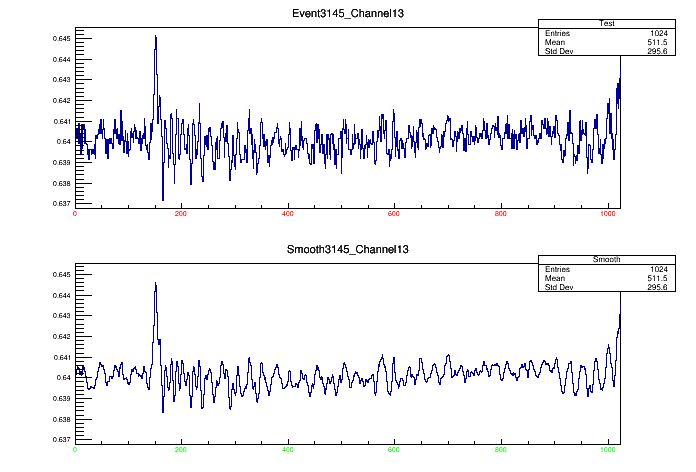 Event3145_Channel13
Test
Entries 1024
Mean 511.5
Std Dev 295.6
0.645
0.644
0.643
0.642
0.641
0.64
0.639
0.638
0.637
0 200 400 600 800 1000
Smooth3145_Channel13
Smooth
Entries 1024
Mean 511.5
Std Dev 295.6
0.645
0.644
0.643
0.642
0.641
0.64
0.639
0.638
0.637
0 200 400 600 800 1000